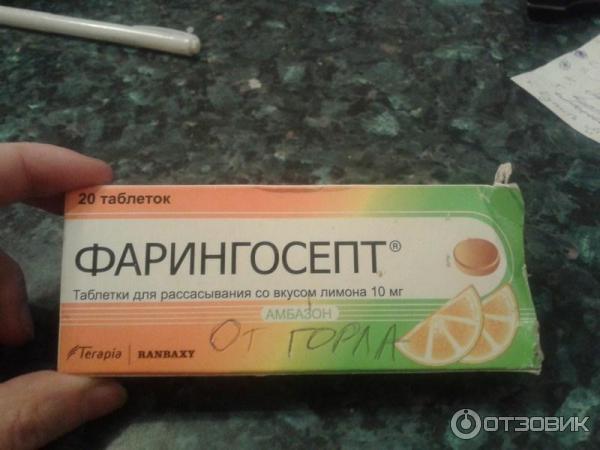 20 таблеток
ФАРИНГОСЕПТ®
Таблетки для рассасывания со вкусом лимона 10 мг
АМБАЗОН
От ГОРЛА
Terapia RANBAXY
ОТЗОВИК